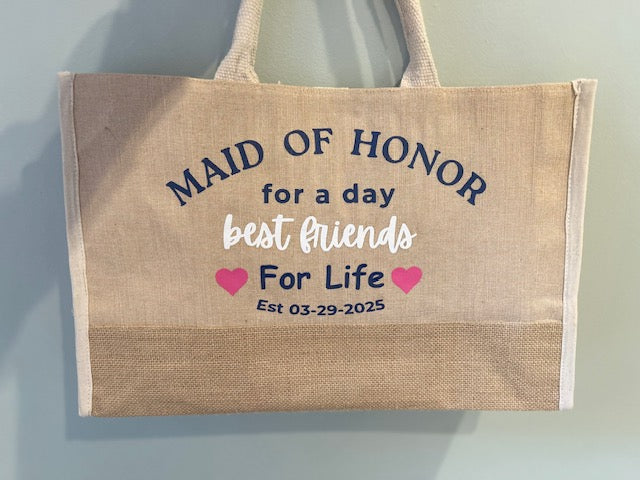 MAID OF HONOR
for a day
best friends
For Life
Est 03-29-2025